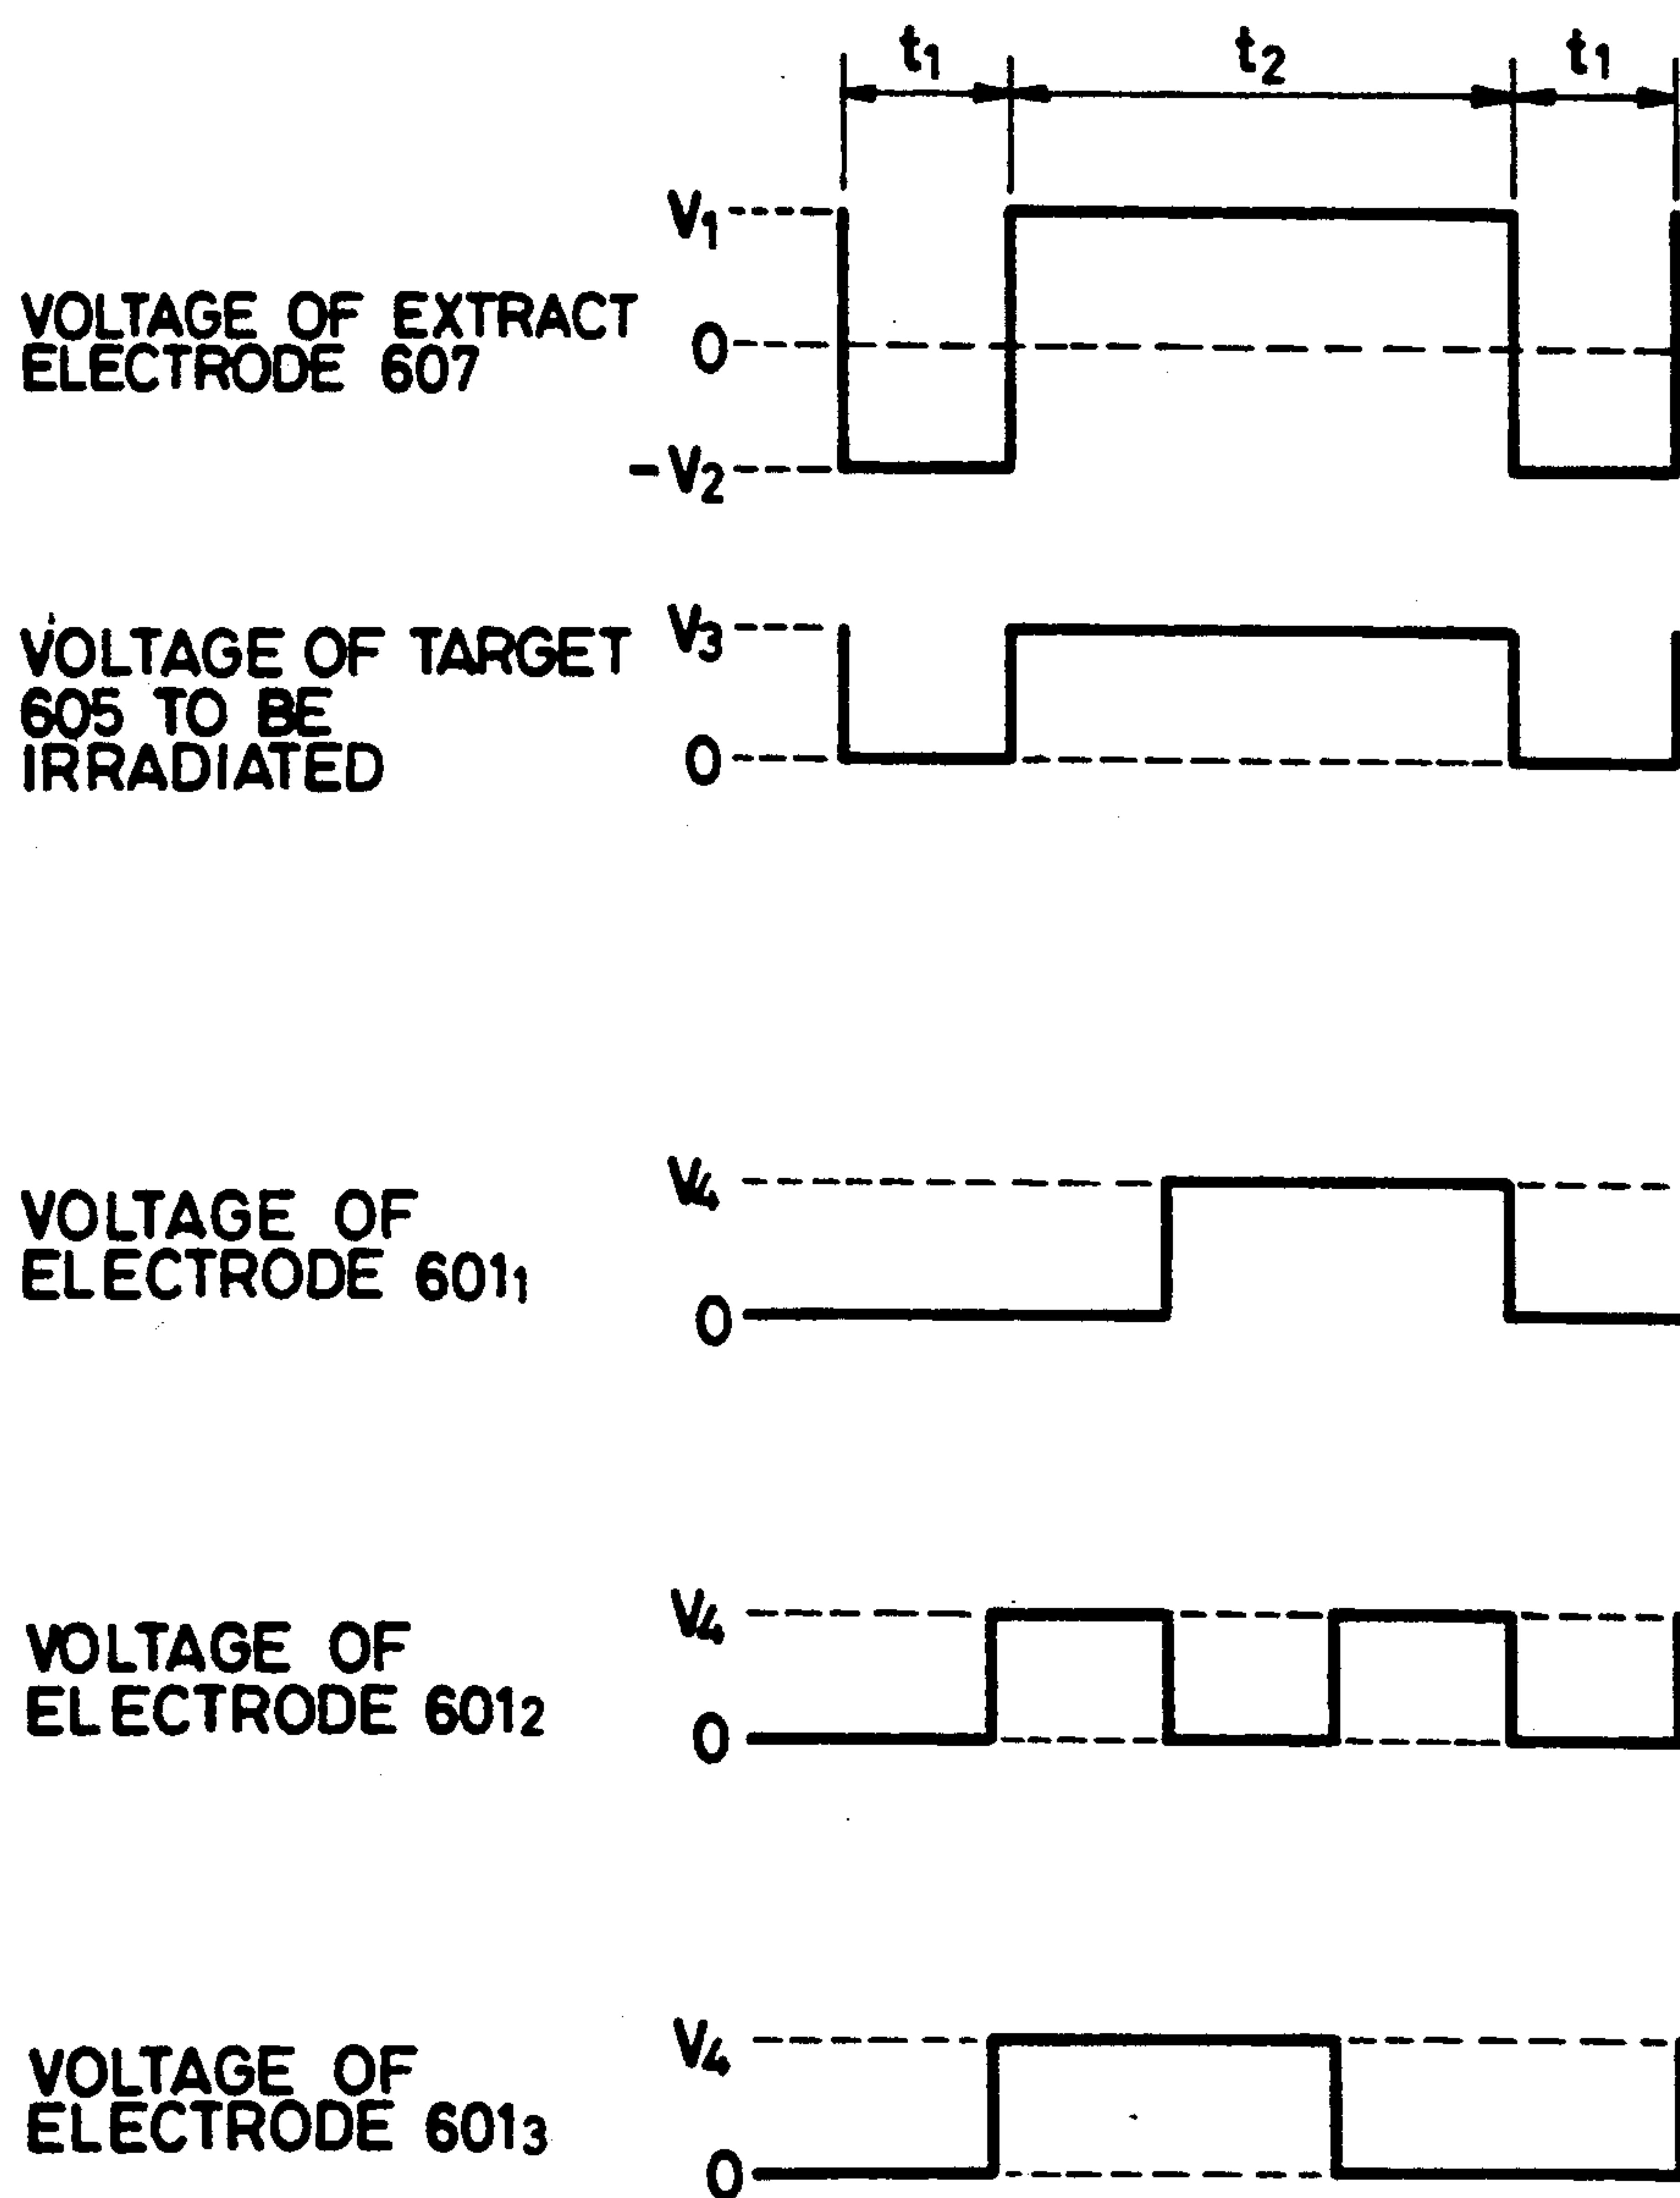 t1 t2 t1
V1
VOLTAGE OF EXTRACT
ELECTRODE 607
0
-V2
VOLTAGE OF TARGET
605 TO BE
IRRADIATED
V3
0
VOLTAGE OF
ELECTRODE 6011
V4
0
VOLTAGE OF
ELECTRODE 6012
V4
0
VOLTAGE OF
ELECTRODE 6013
V4
0